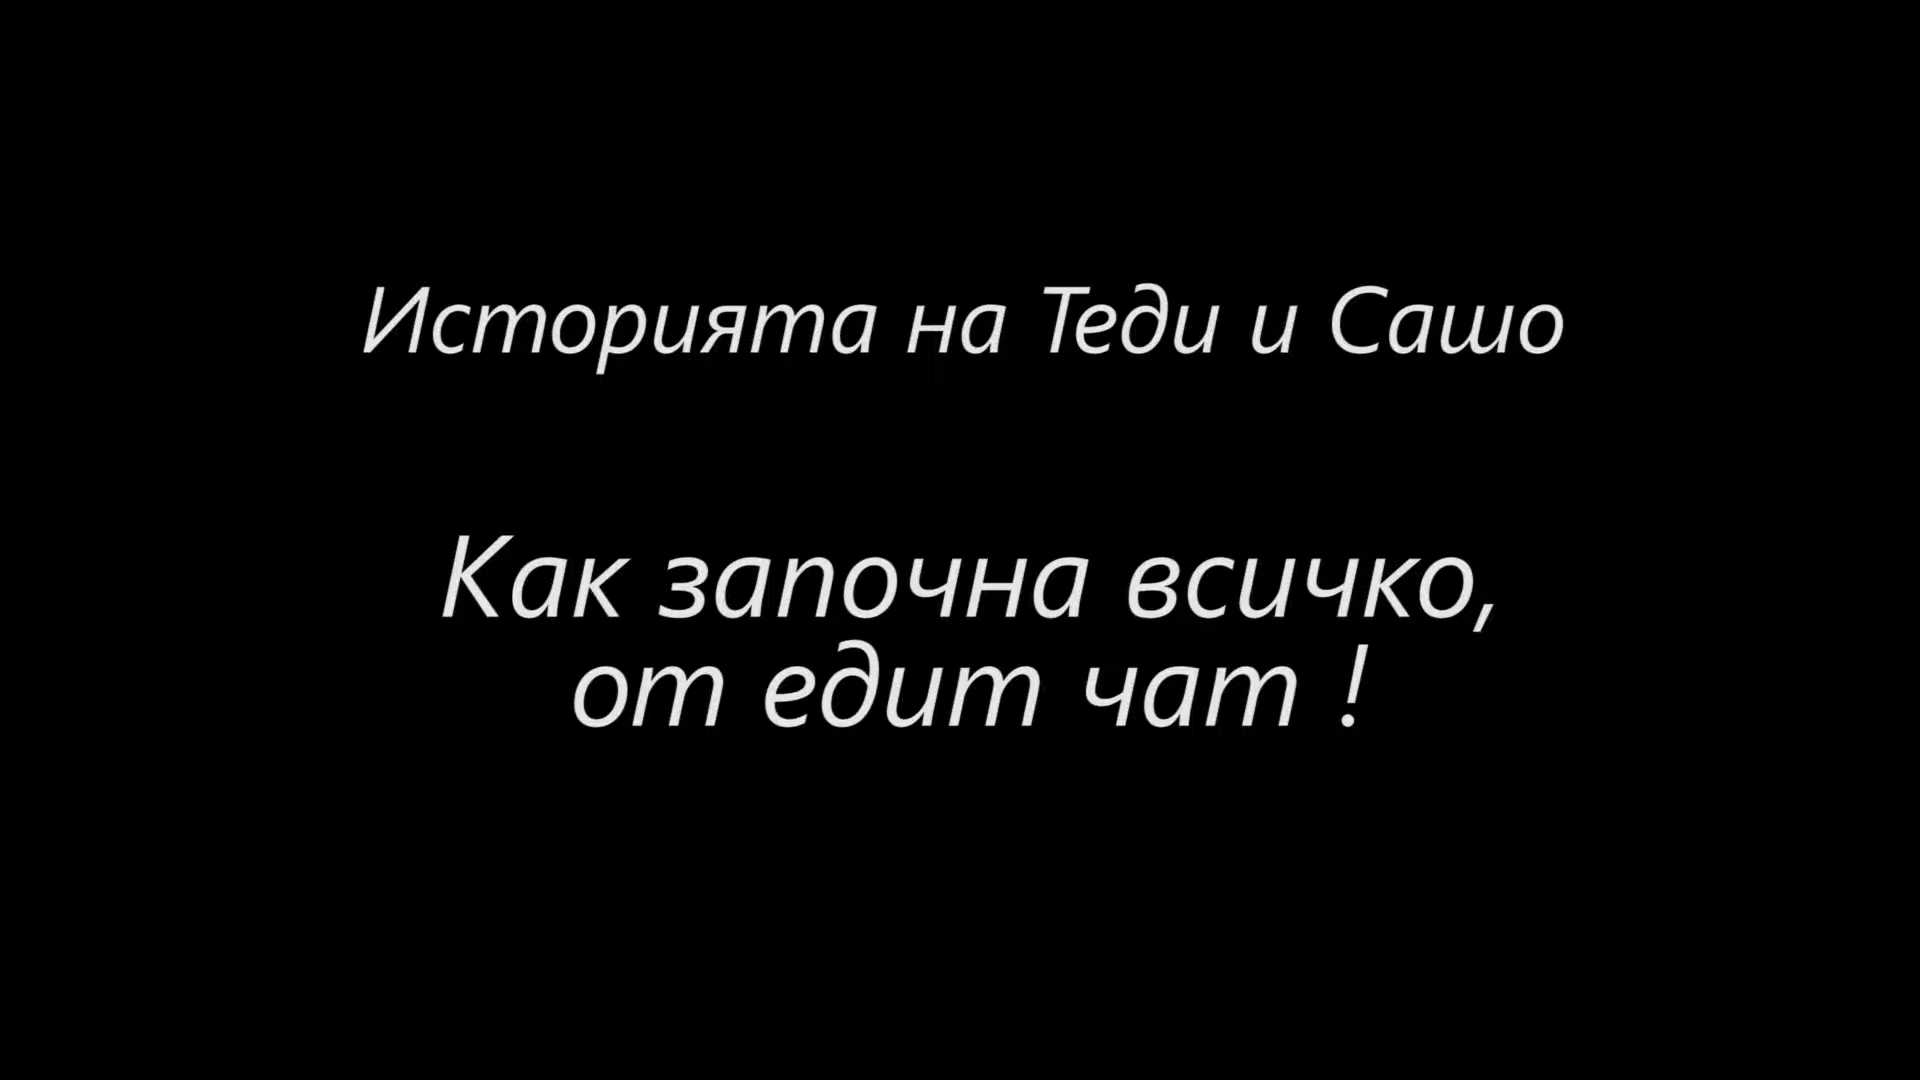 Историята на Теди и Сашо
Как започна всичко,
от едит чат !